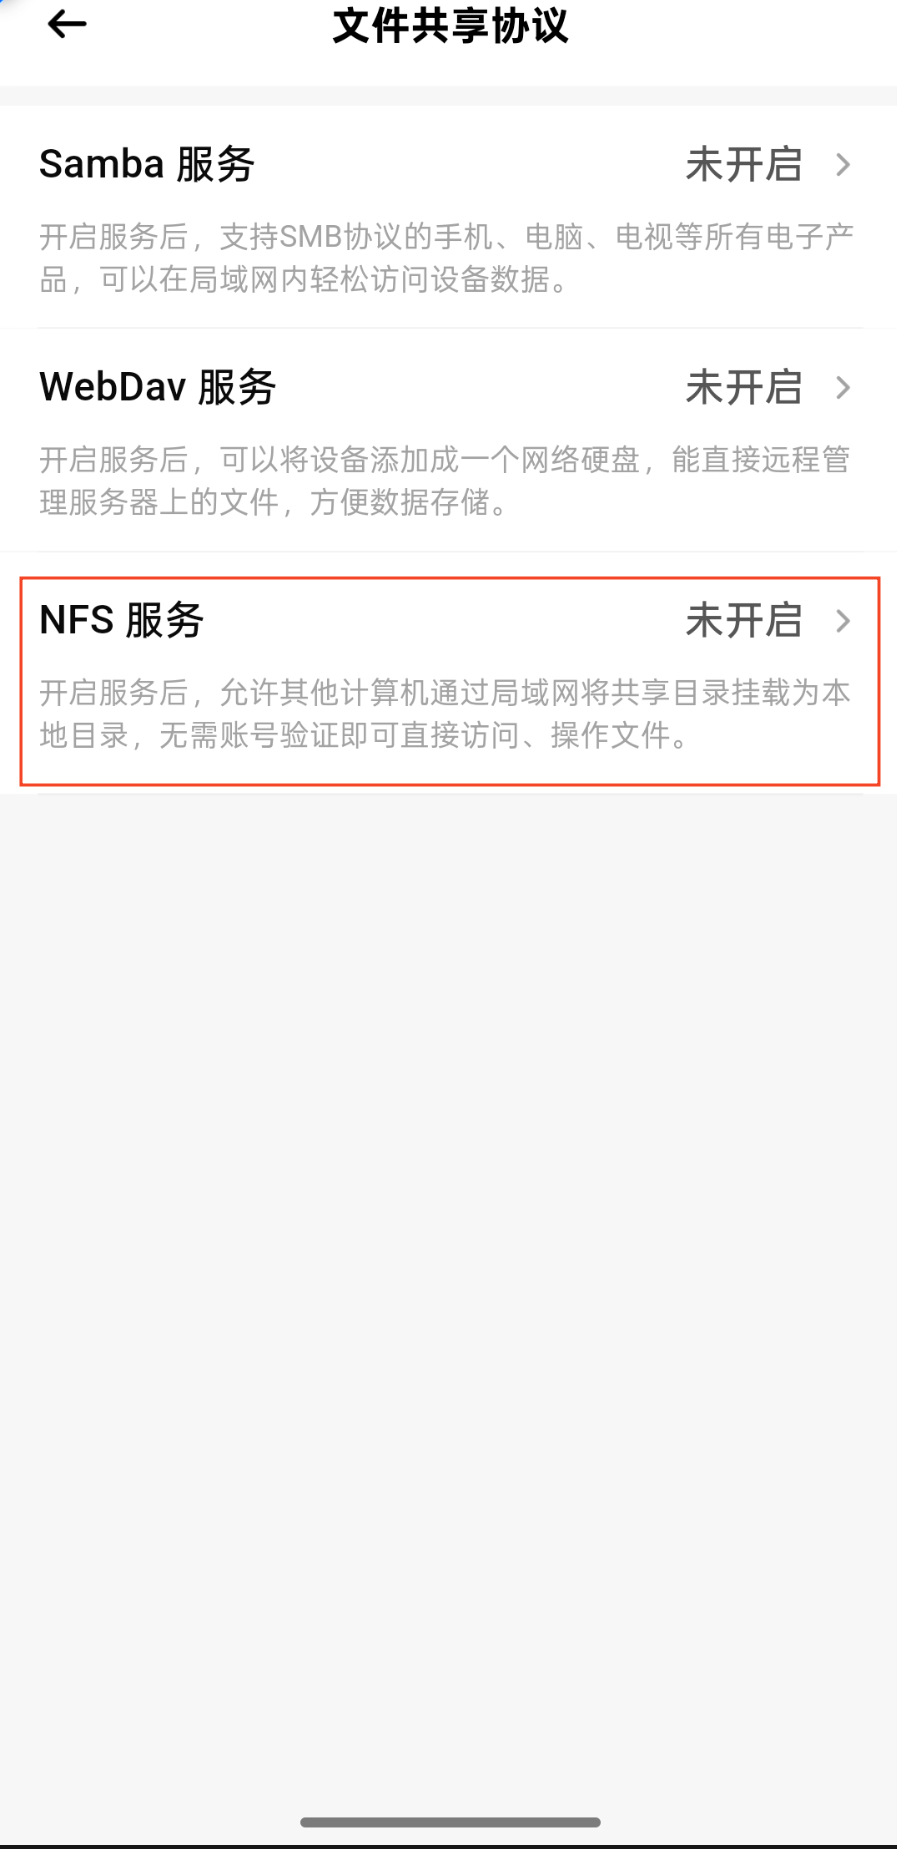 文件共享协议
Samba 服务
未开启
开启服务后，支持SMB协议的手机、电脑、电视等所有电子产
品，可以在局域网内轻松访问设备数据。
WebDav 服务
未开启
开启服务后，可以将设备添加成一个网络硬盘，能直接远程管
理服务器上的文件，方便数据存储。
NFS 服务
未开启
开启服务后，允许其他计算机通过局域网将共享目录挂载为本
地目录，无需账号验证即可直接访问、操作文件。